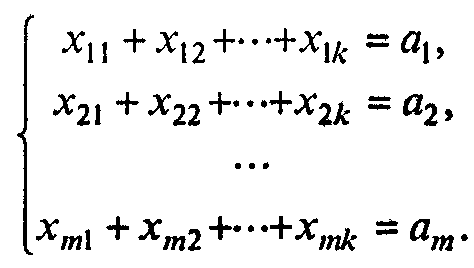 x₁₁ + x₁₂ +···+ x₁ₖ = a₁,
x₂₁ + x₂₂ +···+ x₂ₖ = a₂,
...
xₘ₁ + xₘ₂ +···+ xₘₖ = aₘ.